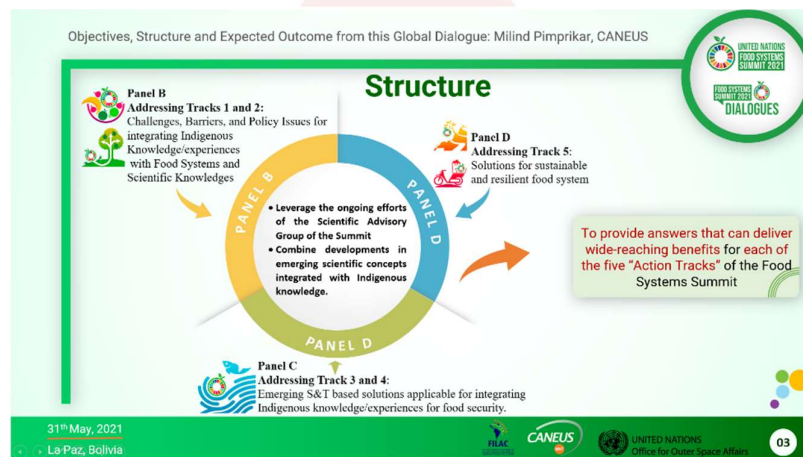 Objectives, Structure and Expected Outcome from this Global Dialogue: Milind Pimprikar, CANEUS
UNITED NATIONS
FOOD SYSTEMS
SUMMIT 2021
FOOD SYSTEMS
SUMMIT 2021
DIALOGUES
Structure
Panel B
Addressing Tracks 1 and 2:
Challenges, Barriers, and Policy Issues for
integrating Indigenous
Knowledge/experiences
with Food Systems and
Scientific Knowledges
Panel D
Addressing Track 5:
Solutions for sustainable
and resilient food system
PANEL B
PANEL D
• Leverage the ongoing efforts
of the Scientific Advisory
Group of the Summit
• Combine developments in
emerging scientific concepts
integrated with Indigenous
knowledge.
To provide answers that can deliver
wide-reaching benefits for each of
the five “Action Tracks” of the Food
Systems Summit
PANEL D
Panel C
Addressing Track 3 and 4:
Emerging S&T based solutions applicable for integrating
Indigenous knowledge/experiences for food security.
31th May, 2021
La Paz, Bolivia
FILAC
CANEUS
UNITED NATIONS
Office for Outer Space Affairs
03